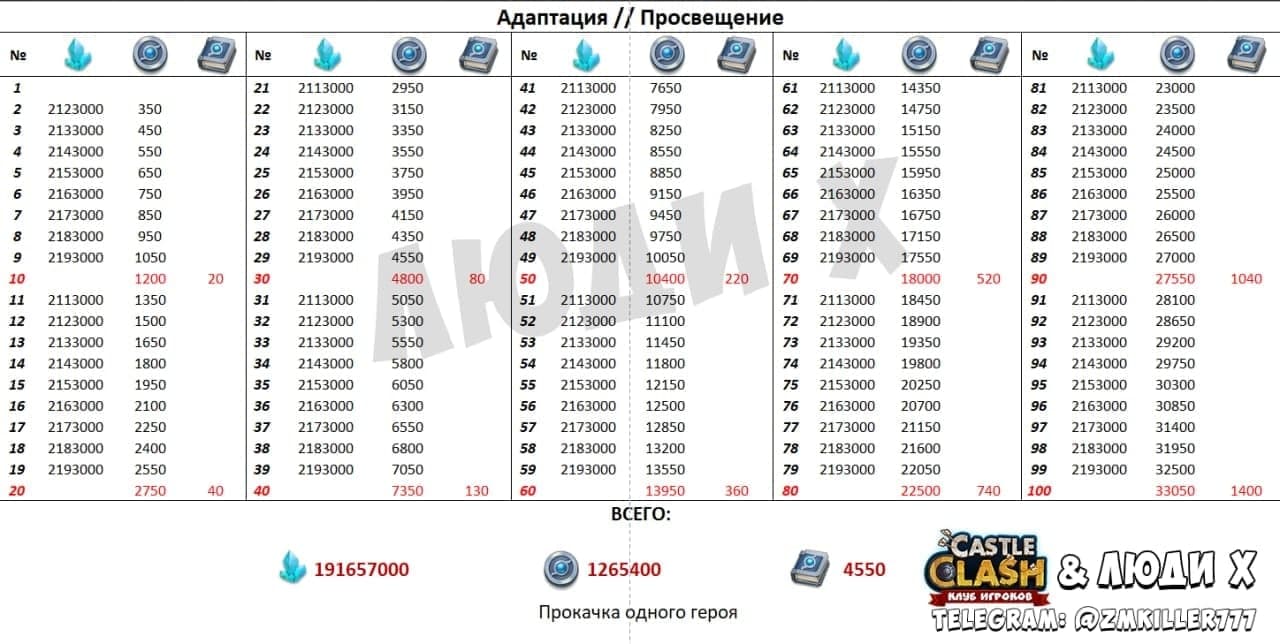 Адаптация // Просвещение
№ № № № №
1 21 2113000 2950 41 2113000 7650 61 2113000 14350 81 2113000 23000
2 2123000 350 22 2123000 3150 42 2123000 7950 62 2123000 14750 82 2123000 23500
3 2133000 450 23 2133000 3350 43 2133000 8250 63 2133000 15150 83 2133000 24000
4 2143000 550 24 2143000 3550 44 2143000 8550 64 2143000 15550 84 2143000 24500
5 2153000 650 25 2153000 3750 45 2153000 8850 65 2153000 15950 85 2153000 25000
6 2163000 750 26 2163000 3950 46 2163000 9150 66 2163000 16350 86 2163000 25500
7 2173000 850 27 2173000 4150 47 2173000 9450 67 2173000 16750 87 2173000 26000
8 2183000 950 28 2183000 4350 48 2183000 9750 68 2183000 17150 88 2183000 26500
9 2193000 1050 29 2193000 4550 49 2193000 10050 69 2193000 17550 89 2193000 27000
10 1200 20 30 4800 80 50 10400 220 70 18000 520 90 27550 1040
11 2113000 1350 31 2113000 5050 51 2113000 10750 71 2113000 18450 91 2113000 28100
12 2123000 1500 32 2123000 5300 52 2123000 11100 72 2123000 18900 92 2123000 28650
13 2133000 1650 33 2133000 5550 53 2133000 11450 73 2133000 19350 93 2133000 29200
14 2143000 1800 34 2143000 5800 54 2143000 11800 74 2143000 19800 94 2143000 29750
15 2153000 1950 35 2153000 6050 55 2153000 12150 75 2153000 20250 95 2153000 30300
16 2163000 2100 36 2163000 6300 56 2163000 12500 76 2163000 20700 96 2163000 30850
17 2173000 2250 37 2173000 6550 57 2173000 12850 77 2173000 21150 97 2173000 31400
18 2183000 2400 38 2183000 6800 58 2183000 13200 78 2183000 21600 98 2183000 31950
19 2193000 2550 39 2193000 7050 59 2193000 13550 79 2193000 22050 99 2193000 32500
20 2750 40 40 7350 130 60 13950 360 80 22500 740 100 33050 1400
ЛЮДИ Х
ВСЕГО:
191657000 1265400 4550
Прокачка одного героя
CASTLE
CLASH
КЛУБ ИГРОКОВ
& ЛЮДИ Х
TELEGRAM: @ZMKILLER777